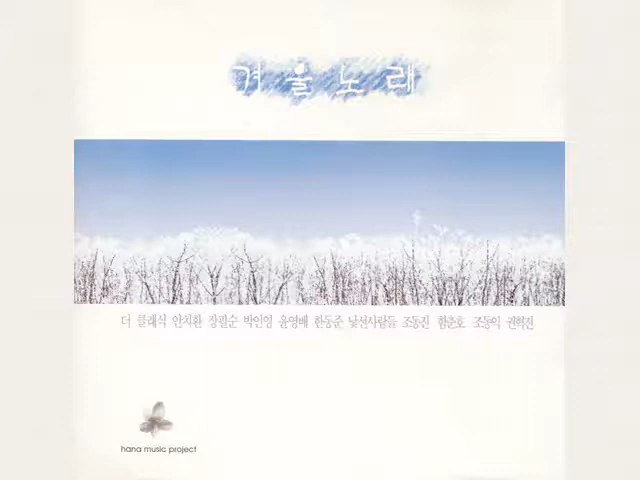 겨울노래
더 클래식 안치환 장필순 박인영 윤영배 한동준 낯선사람들 조동진 함춘호 조동익 권혁진
hana music project